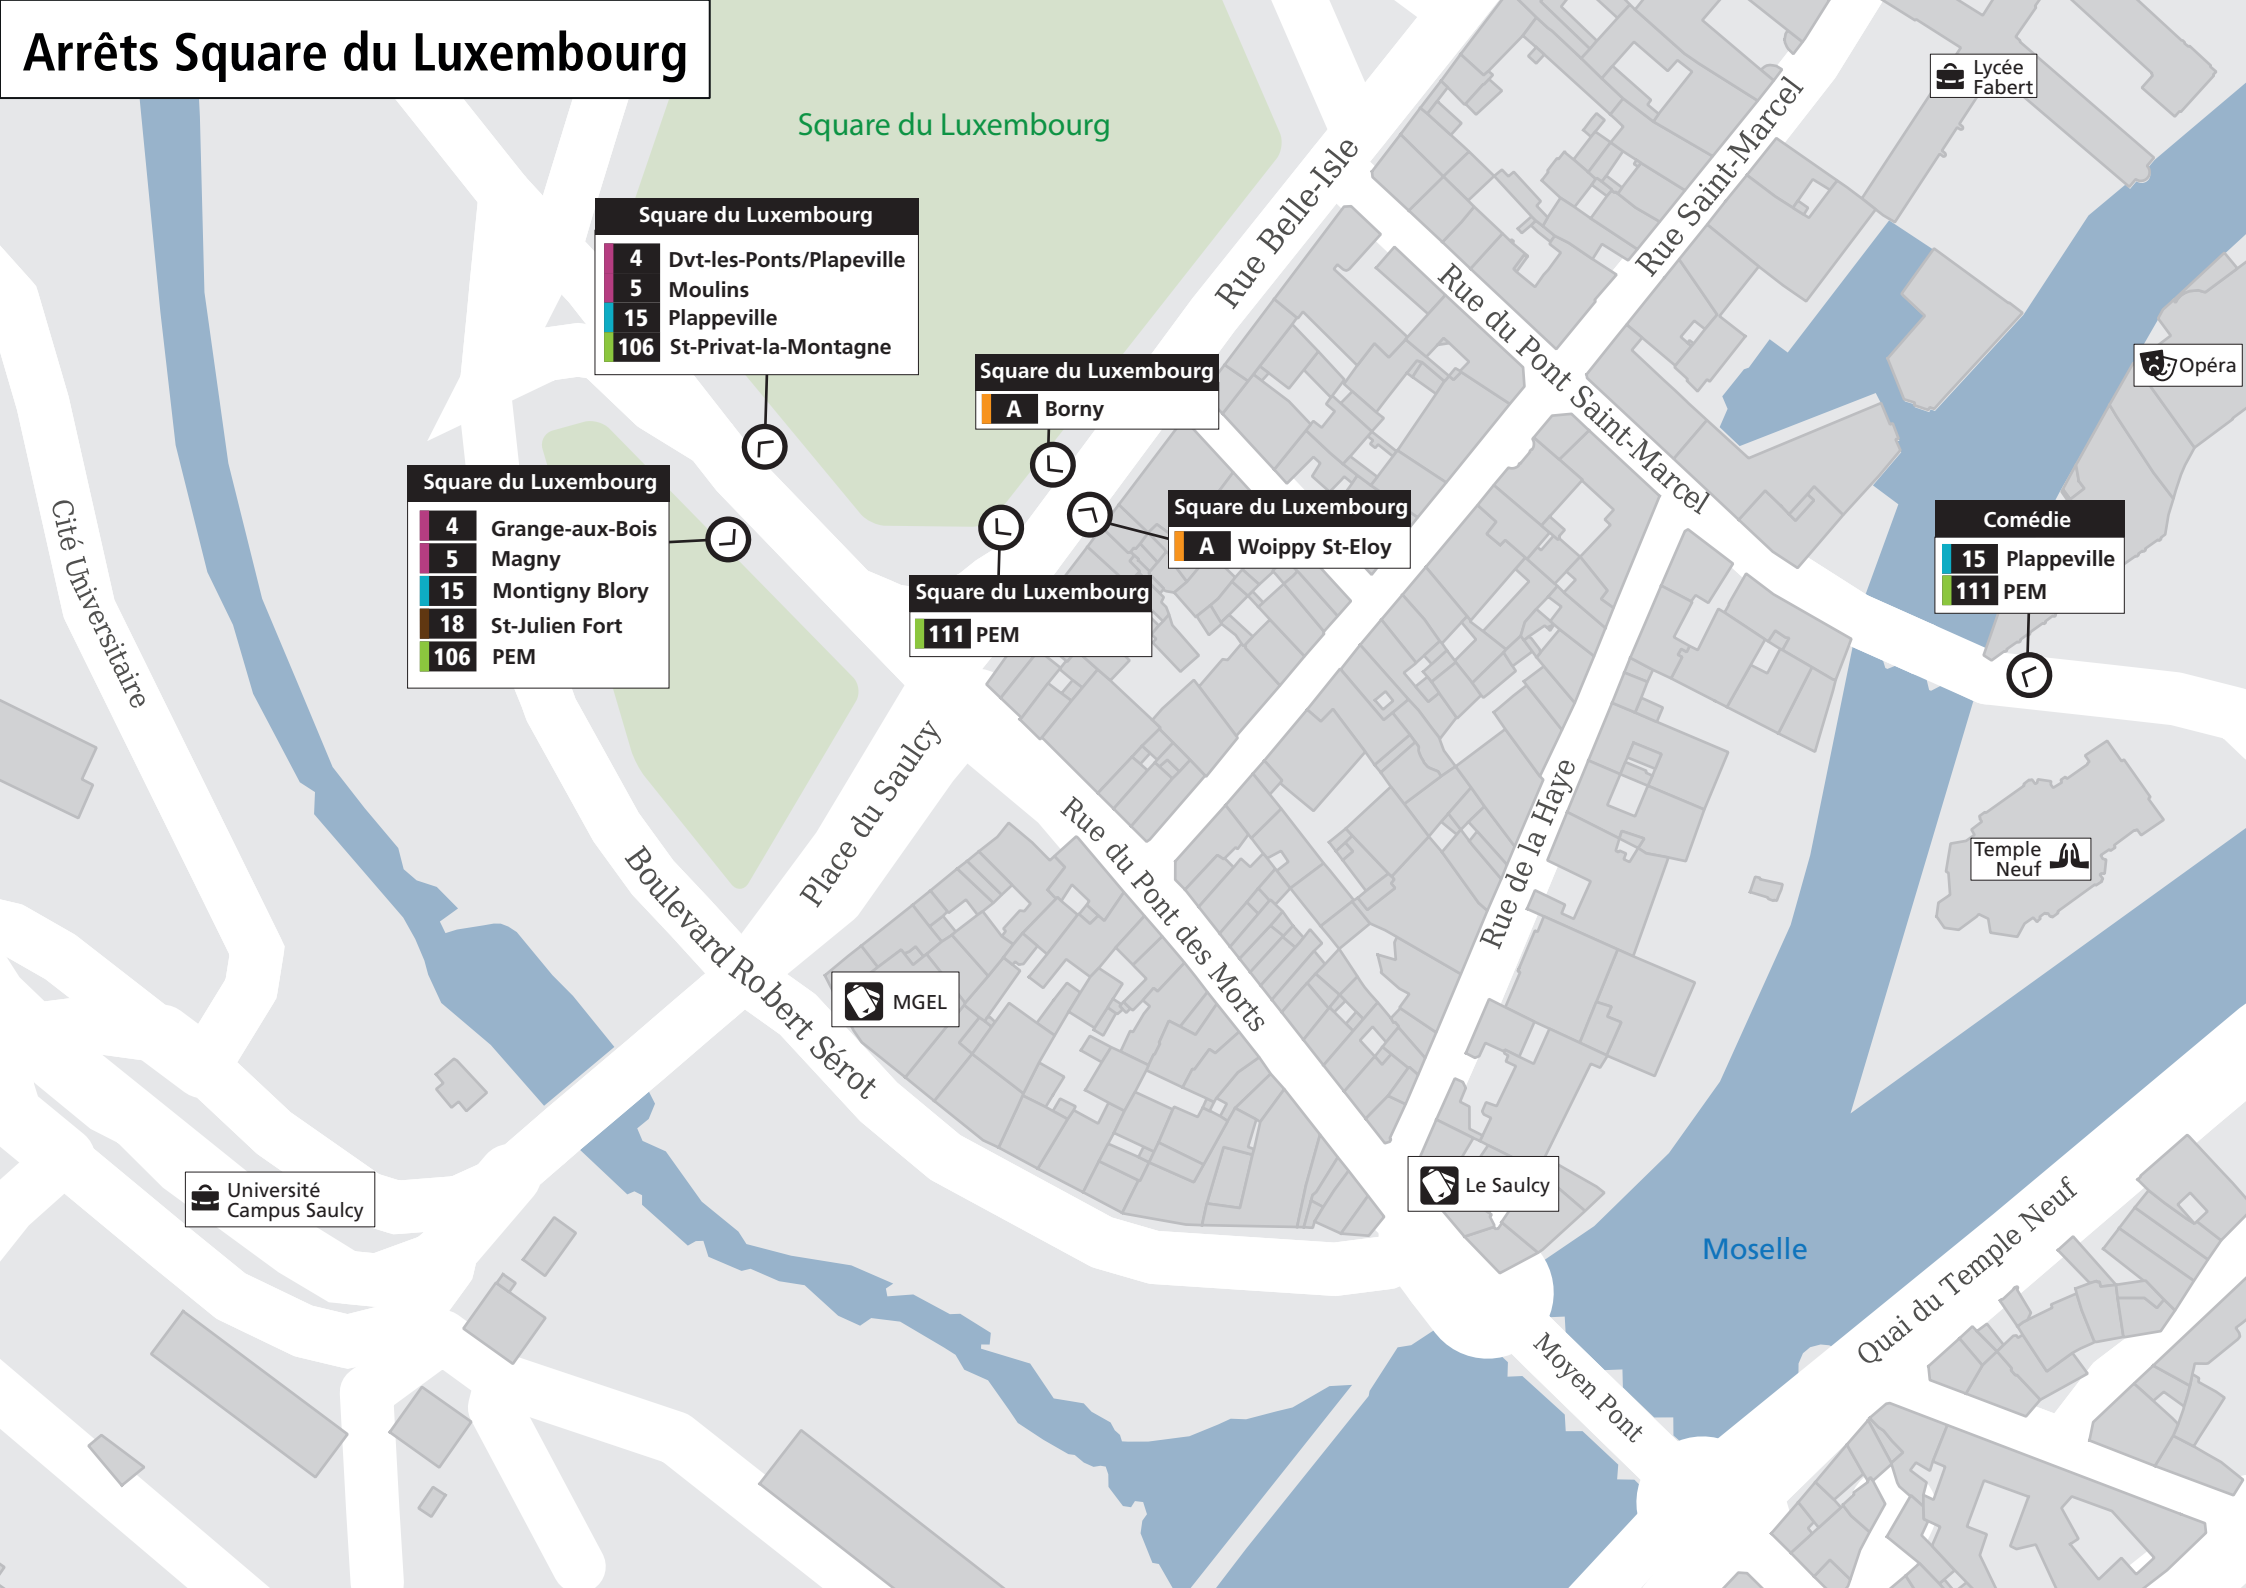 Arrêts Square du Luxembourg
Square du Luxembourg
Lycée
Fabert
Rue Saint-Marcel
Rue Belle-Isle
Square du Luxembourg
4 Dvt-les-Ponts/Plapeville
5 Moulins
15 Plappeville
106 St-Privat-la-Montagne
Rue du Pont Saint-Marcel
Opéra
Square du Luxembourg
A Borny
Square du Luxembourg
4 Grange-aux-Bois
5 Magny
15 Montigny Blory
18 St-Julien Fort
106 PEM
Square du Luxembourg
A Woippy St-Eloy
Comédie
15 Plappeville
111 PEM
Cité Universitaire
Square du Luxembourg
111 PEM
Place du Saulcy
Rue du Pont des Morts
Rue de la Haye
Temple
Neuf
Boulevard Robert Sérot
MGEL
Université
Campus Saulcy
Le Saulcy
Moselle
Quai du Temple Neuf
Moyen Pont